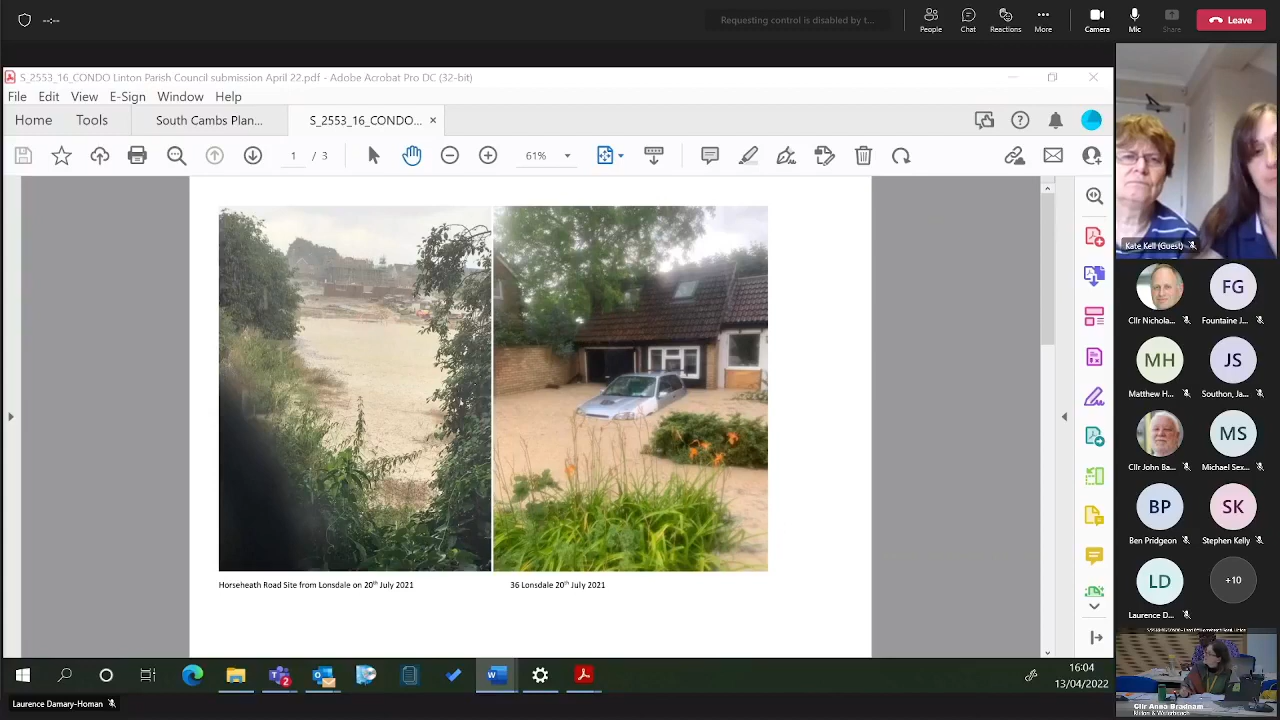 --:--
Requesting control is disabled by t...
People
Chat
Reactions
More
Camera
Mic
Share
Leave
S_2553_16_CONDO Linton Parish Council submission April 22.pdf - Adobe Acrobat Pro DC (32-bit)
File Edit View E-Sign Window Help
Home Tools South Cambs Plan... S_2553_16_CONDO...
1 / 3 61%
Horseheath Road Site from Lonsdale on 20th July 2021
36 Lonsdale 20th July 2021
Kate Kell (Guest)
FG
Cllr Nichola...
Fountaine J...
MH
JS
Matthew H...
Southon, Ja...
MS
Cllr John Ba...
Michael Sex...
BP
SK
Ben Pridgeon
Stephen Kelly
LD
+10
Laurence D...
Cllr Anna Bradnam
Milton & Waterbeach
16:04
13/04/2022
Laurence Damary-Homan